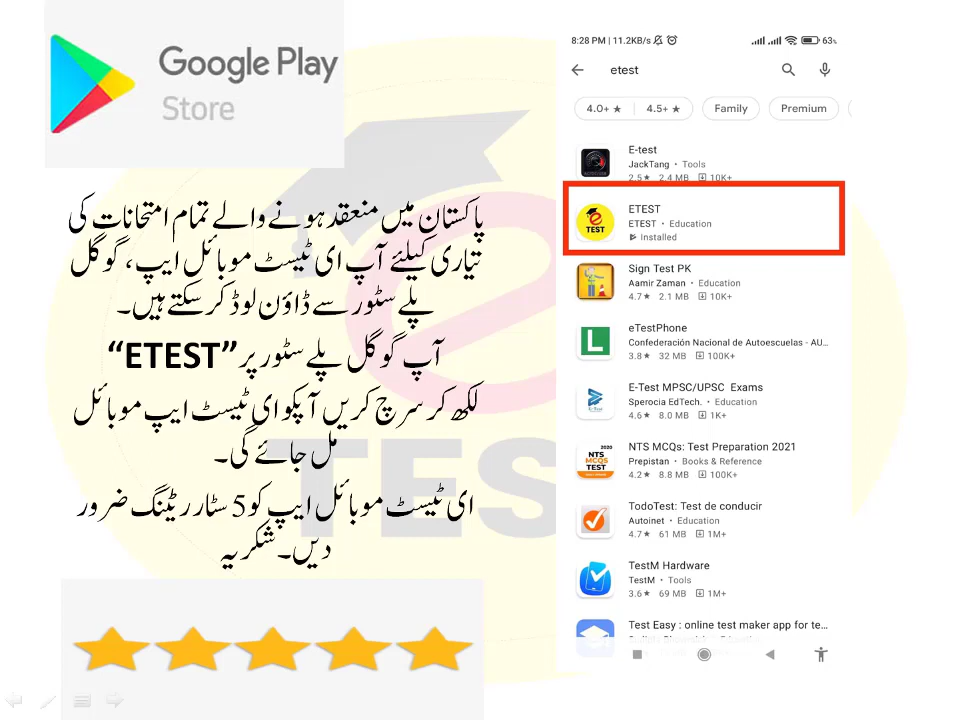 Google Play
Store
پاکستان میں منعقد ہونے والے تمام امتحانات کی
تیاری کیلئے آپ ای ٹیسٹ موبائل ایپ، گوگل
پلے سٹور سے ڈاؤن لوڈ کر سکتے ہیں۔
آپ گوگل پلے سٹور پر ”ETEST“
لکھ کر سرچ کریں آپکو ای ٹیسٹ ایپ موبائل
مل جائے گی۔
ای ٹیسٹ موبائل ایپ کو 5 سٹار ریٹنگ ضرور
دیں۔ شکریہ
TES
8:28 PM | 11.2KB/s 63%
etest
4.0+ ★ 4.5+ ★ Family Premium
E-test
JackTang • Tools
2.5★ 2.4 MB 10K+
e TEST
ETEST
ETEST • Education
Installed
Sign Test PK
Aamir Zaman • Education
4.7★ 2.1 MB 10K+
L
eTestPhone
Confederación Nacional de Autoescuelas - AU...
3.8★ 32 MB 100K+
E-Test
E-Test MPSC/UPSC Exams
Sperocia EdTech. • Education
4.6★ 8.0 MB 1K+
2020
NTS
MCQS
TEST
NTS MCQs: Test Preparation 2021
Prepistan • Books & Reference
4.2★ 8.8 MB 100K+
TodoTest: Test de conducir
Autoinet • Education
4.7★ 61 MB 1M+
TestM Hardware
TestM • Tools
3.6★ 69 MB 1M+
Test Easy : online test maker app for te...